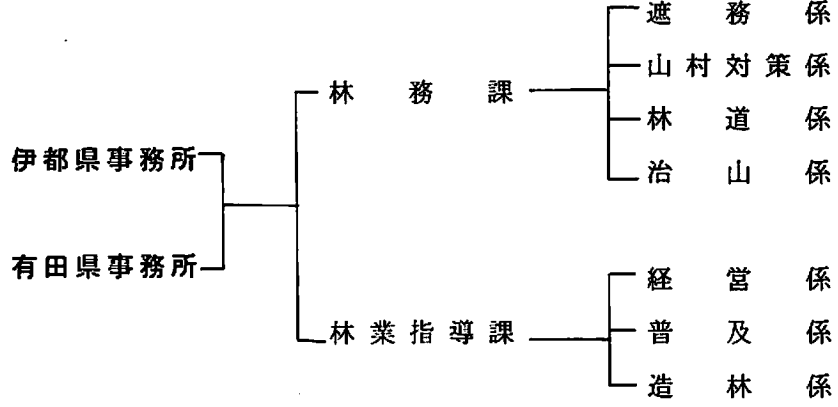 伊都県事務所
有田県事務所
林務課
遮務係
山村対策係
林道係
治山係
林業指導課
経営係
普及係
造林係